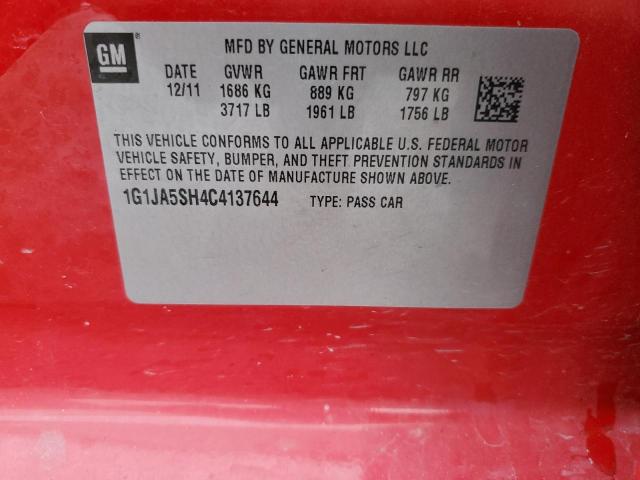 GM
MFD BY GENERAL MOTORS LLC
DATE GVWR GAWR FRT GAWR RR
12/11 1686 KG 889 KG 797 KG
3717 LB 1961 LB 1756 LB
THIS VEHICLE CONFORMS TO ALL APPLICABLE U.S. FEDERAL MOTOR
VEHICLE SAFETY, BUMPER, AND THEFT PREVENTION STANDARDS IN
EFFECT ON THE DATE OF MANUFACTURE SHOWN ABOVE.
1G1JA5SH4C4137644 TYPE: PASS CAR